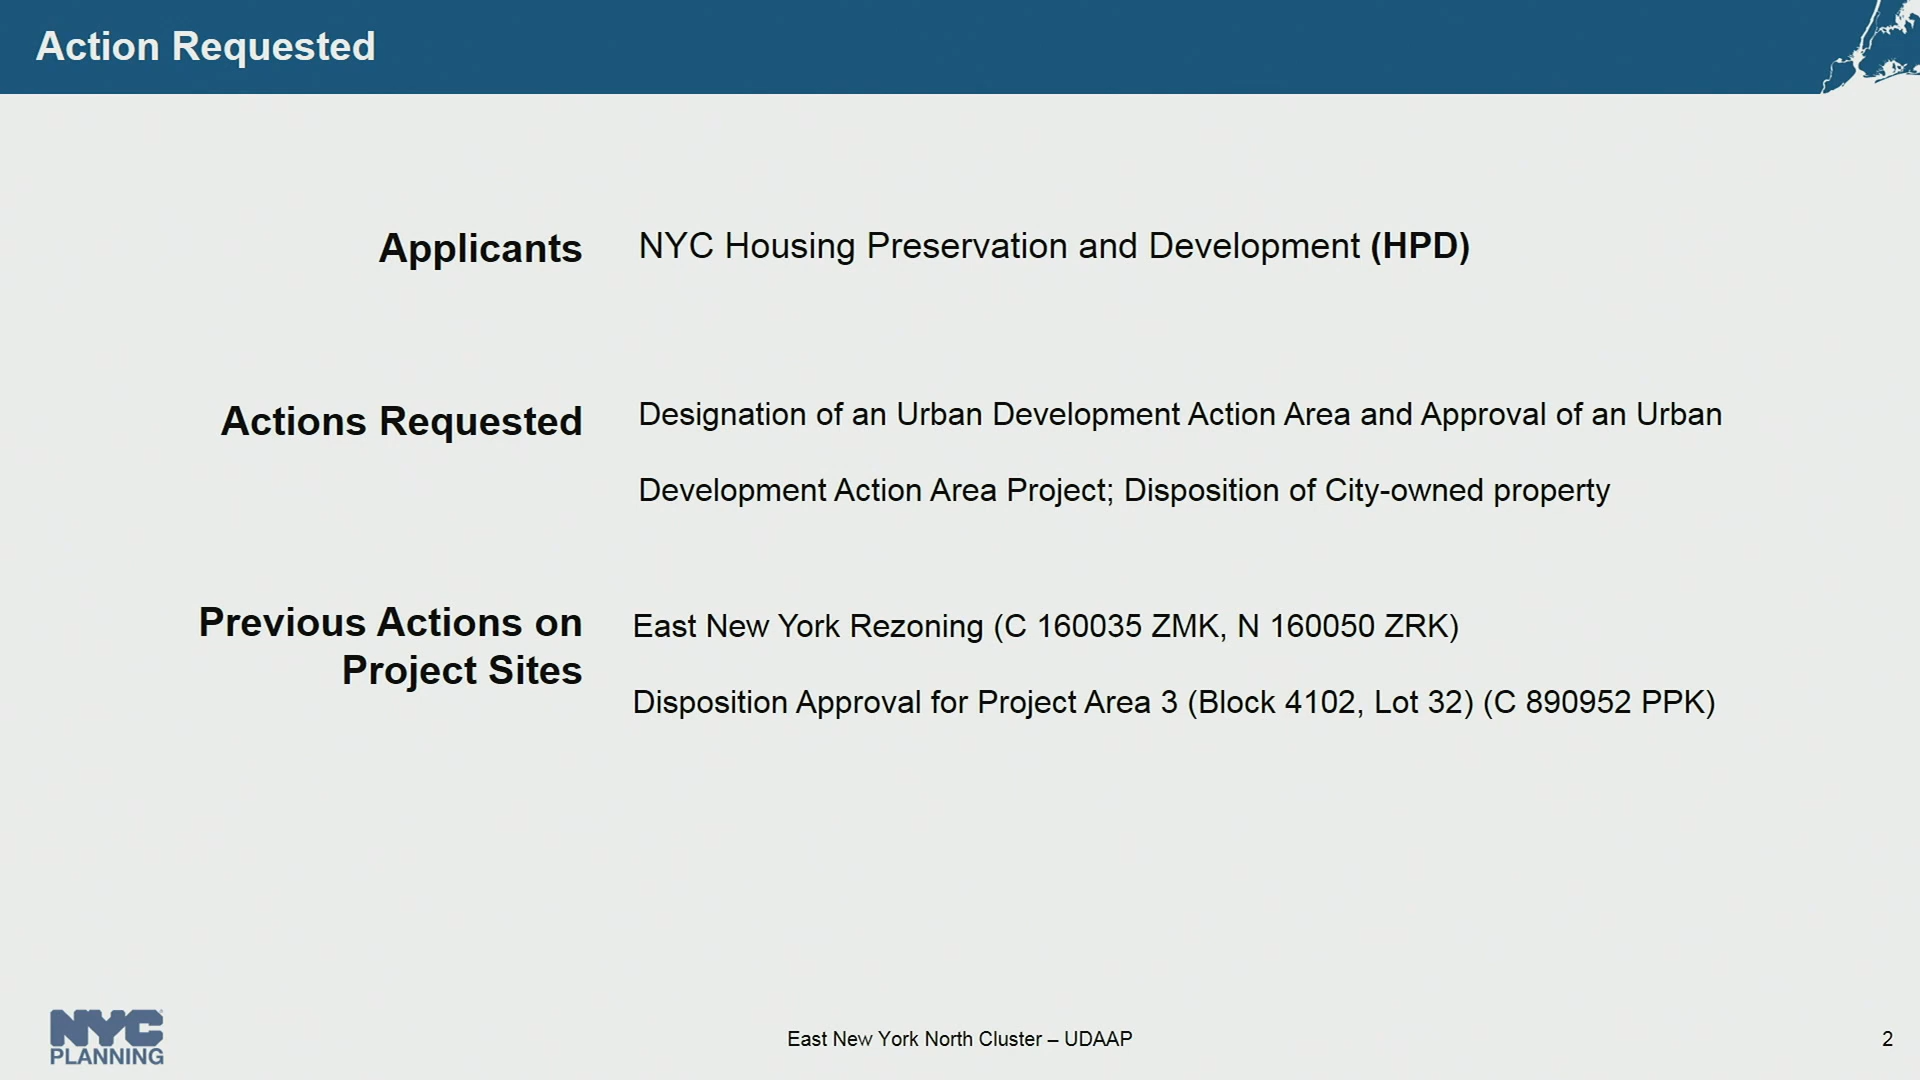 Action Requested
Applicants
NYC Housing Preservation and Development (HPD)
Actions Requested
Designation of an Urban Development Action Area and Approval of an Urban
Development Action Area Project; Disposition of City-owned property
Previous Actions on
Project Sites
East New York Rezoning (C 160035 ZMK, N 160050 ZRK)
Disposition Approval for Project Area 3 (Block 4102, Lot 32) (C 890952 PPK)
NYC
PLANNING
East New York North Cluster – UDAAP
2